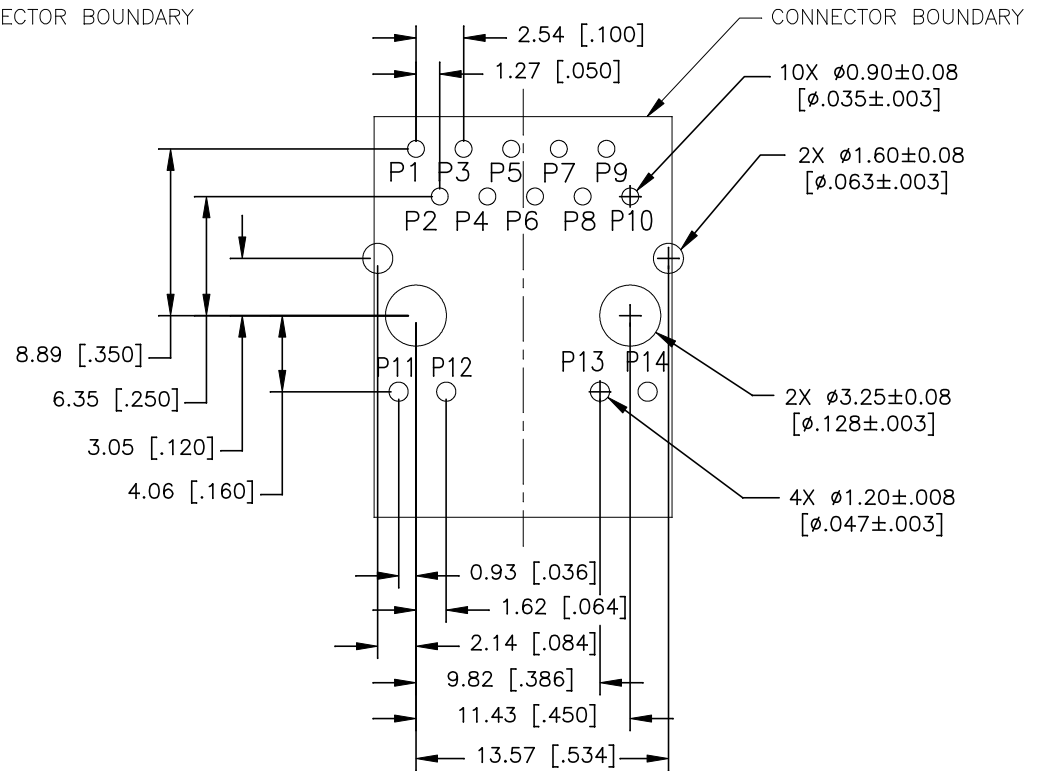 ECTOR BOUNDARY
CONNECTOR BOUNDARY
2.54 [.100]
1.27 [.050]
10X ø0.90±0.08
[ø.035±.003]
2X ø1.60±0.08
[ø.063±.003]
P1 P3 P5 P7 P9
P2 P4 P6 P8 P10
8.89 [.350]
6.35 [.250]
3.05 [.120]
4.06 [.160]
P11 P12 P13 P14
2X ø3.25±0.08
[ø.128±.003]
4X ø1.20±.008
[ø.047±.003]
0.93 [.036]
1.62 [.064]
2.14 [.084]
9.82 [.386]
11.43 [.450]
13.57 [.534]